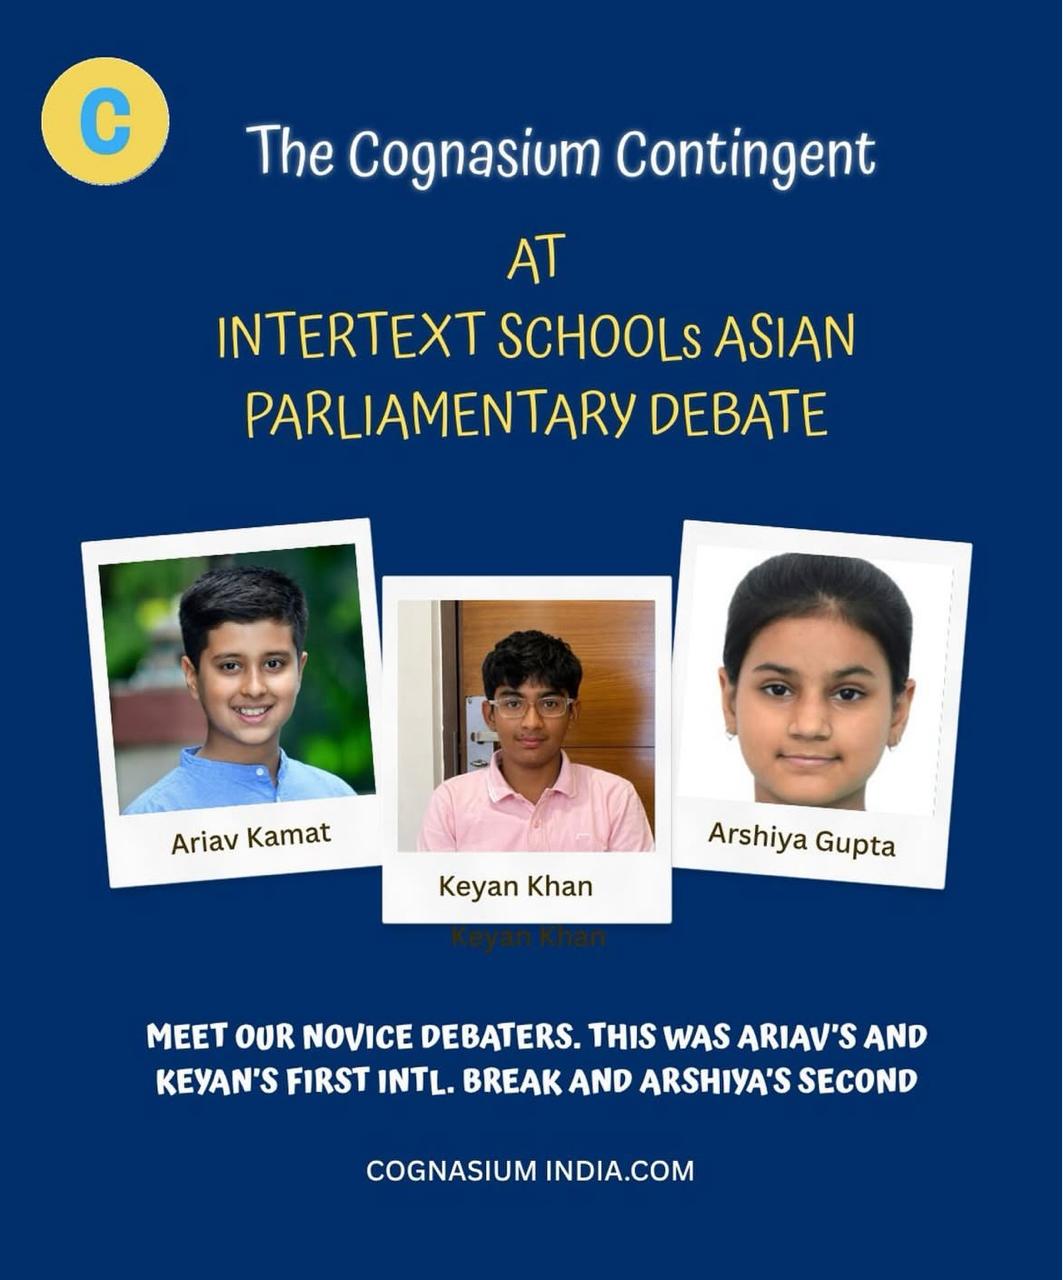 C
The Cognasium Contingent
AT
INTERTEXT SCHOOLs ASIAN
PARLIAMENTARY DEBATE
Ariav Kamat
Keyan Khan
Arshiya Gupta
Keyan Khan
MEET OUR NOVICE DEBATERS. THIS WAS ARIAV'S AND
KEYAN'S FIRST INTL. BREAK AND ARSHIYA'S SECOND
COGNASIUM INDIA.COM